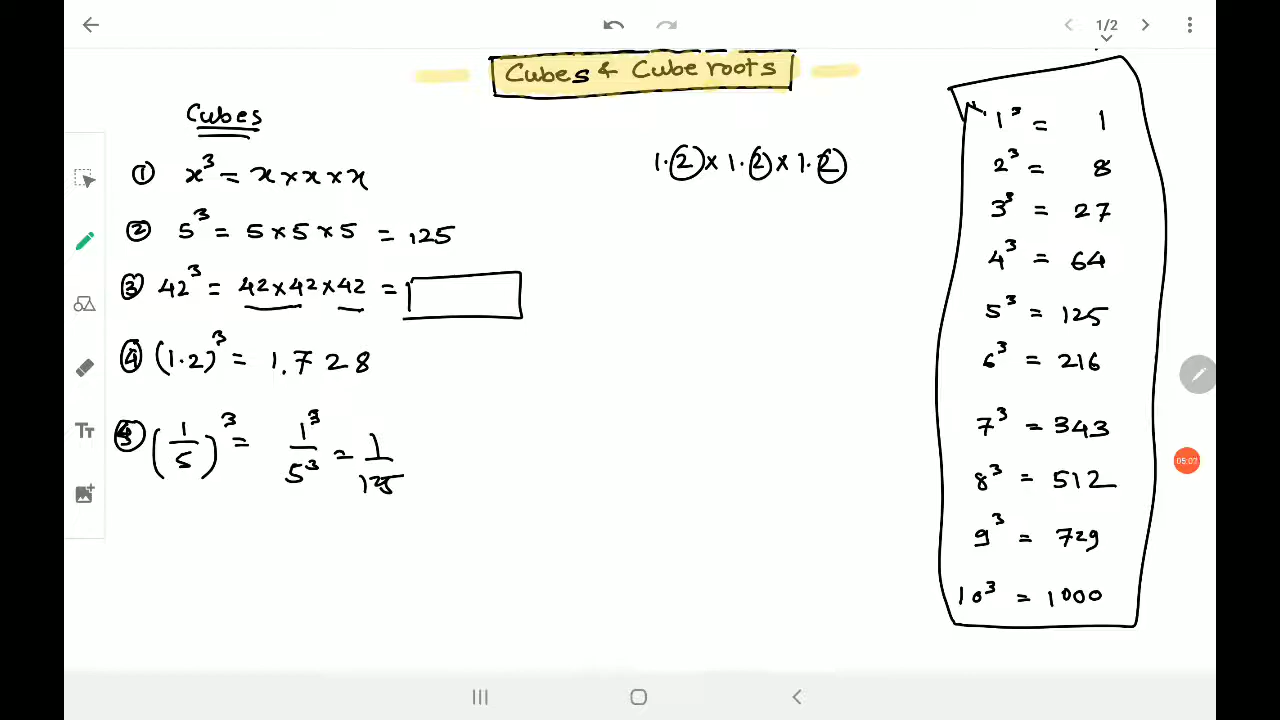 1/2
Cubes & Cube roots
Cubes
① x³ = x × x × x
② 5³ = 5 × 5 × 5 = 125
③ 42³ = 42 × 42 × 42 =
④ (1.2)³ = 1.728
⑤ (1/5)³ = 1³/5³ = 1/125
1.2 × 1.2 × 1.2
1³ = 1
2³ = 8
3³ = 27
4³ = 64
5³ = 125
6³ = 216
7³ = 343
8³ = 512
9³ = 729
10³ = 1000
TT